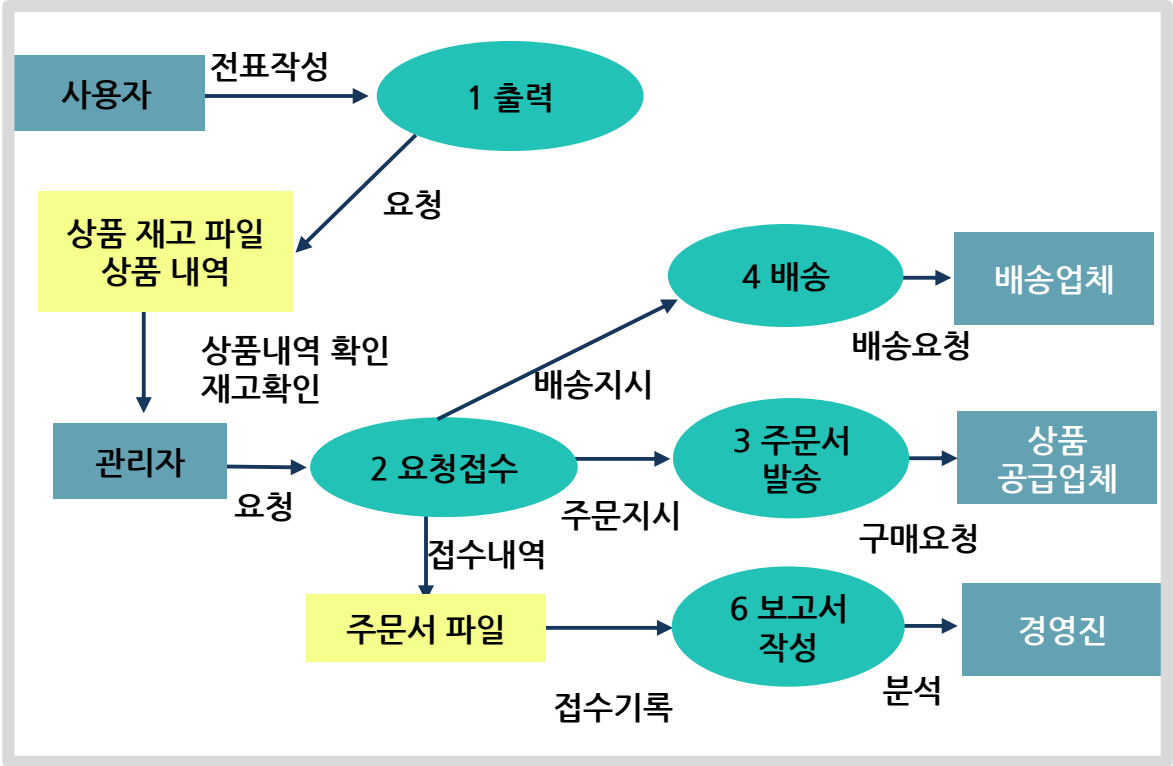 전표작성
사용자
1 출력
요청
상품 재고 파일
상품 내역
4 배송
배송업체
배송요청
상품내역 확인
재고확인
배송지시
관리자
요청
2 요청접수
3 주문서
발송
상품
공급업체
주문지시
구매요청
접수내역
주문서 파일
6 보고서
작성
경영진
접수기록
분석